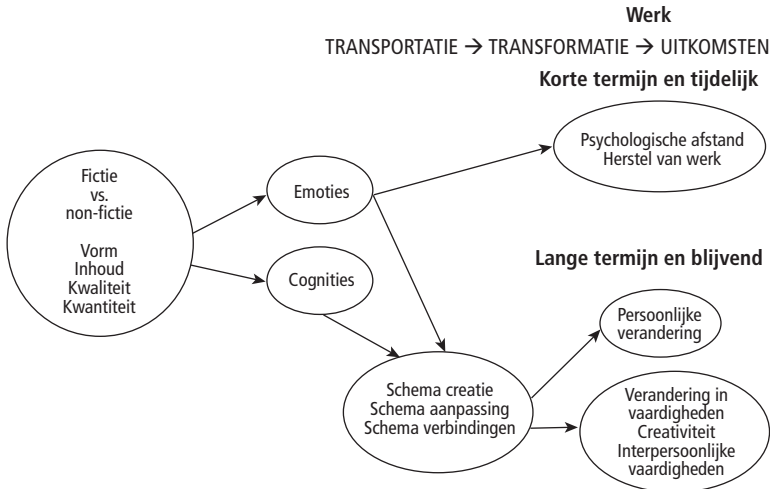 Werk
TRANSPORTATIE → TRANSFORMATIE → UITKOMSTEN
Korte termijn en tijdelijk
Psychologische afstand
Herstel van werk
Fictie
vs.
non-fictie
Vorm
Inhoud
Kwaliteit
Kwantiteit
Emoties
Cognities
Lange termijn en blijvend
Persoonlijke
verandering
Schema creatie
Schema aanpassing
Schema verbindingen
Verandering in
vaardigheden
Creativiteit
Interpersoonlijke
vaardigheden